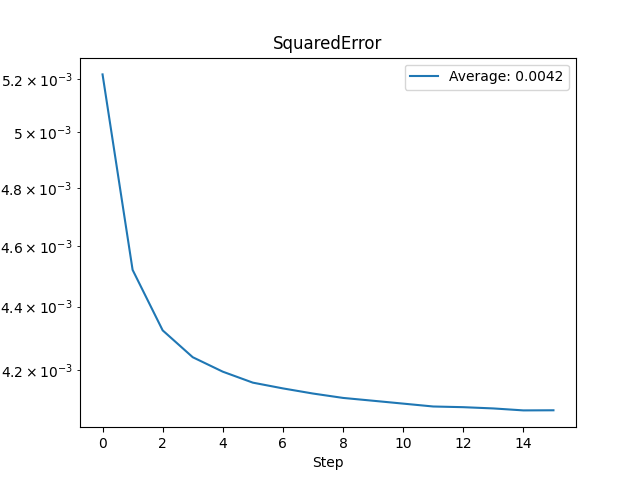 SquaredError
Average: 0.0042
5.2 × 10⁻³
5 × 10⁻³
4.8 × 10⁻³
4.6 × 10⁻³
4.4 × 10⁻³
4.2 × 10⁻³
0 2 4 6 8 10 12 14
Step